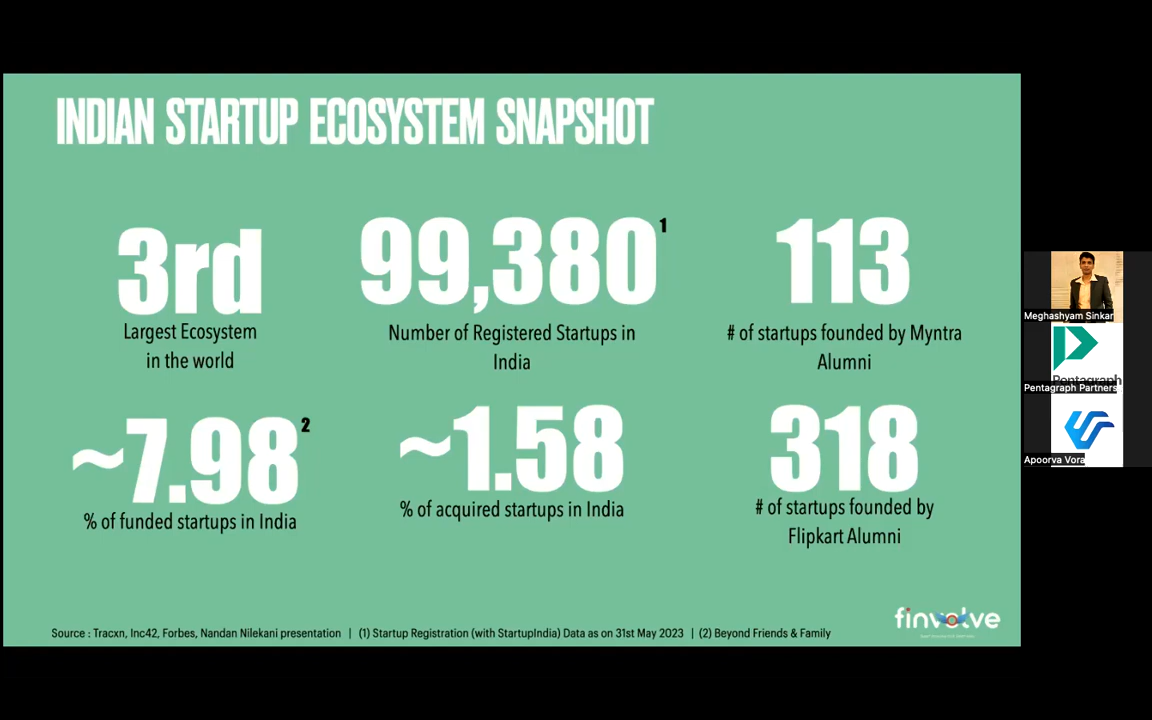 INDIAN STARTUP ECOSYSTEM SNAPSHOT
3rd
Largest Ecosystem
in the world
99,380 1
Number of Registered Startups in
India
113
# of startups founded by Myntra
Alumni
~7.98 2
% of funded startups in India
~1.58
% of acquired startups in India
318
# of startups founded by
Flipkart Alumni
finvolve
Source : Tracxn, Inc42, Forbes, Nandan Nilekani presentation | (1) Startup Registration (with StartupIndia) Data as on 31st May 2023 | (2) Beyond Friends & Family
Meghashyam Sinkar
Pentagraph
Pentagraph Partners
Apoorva Vora